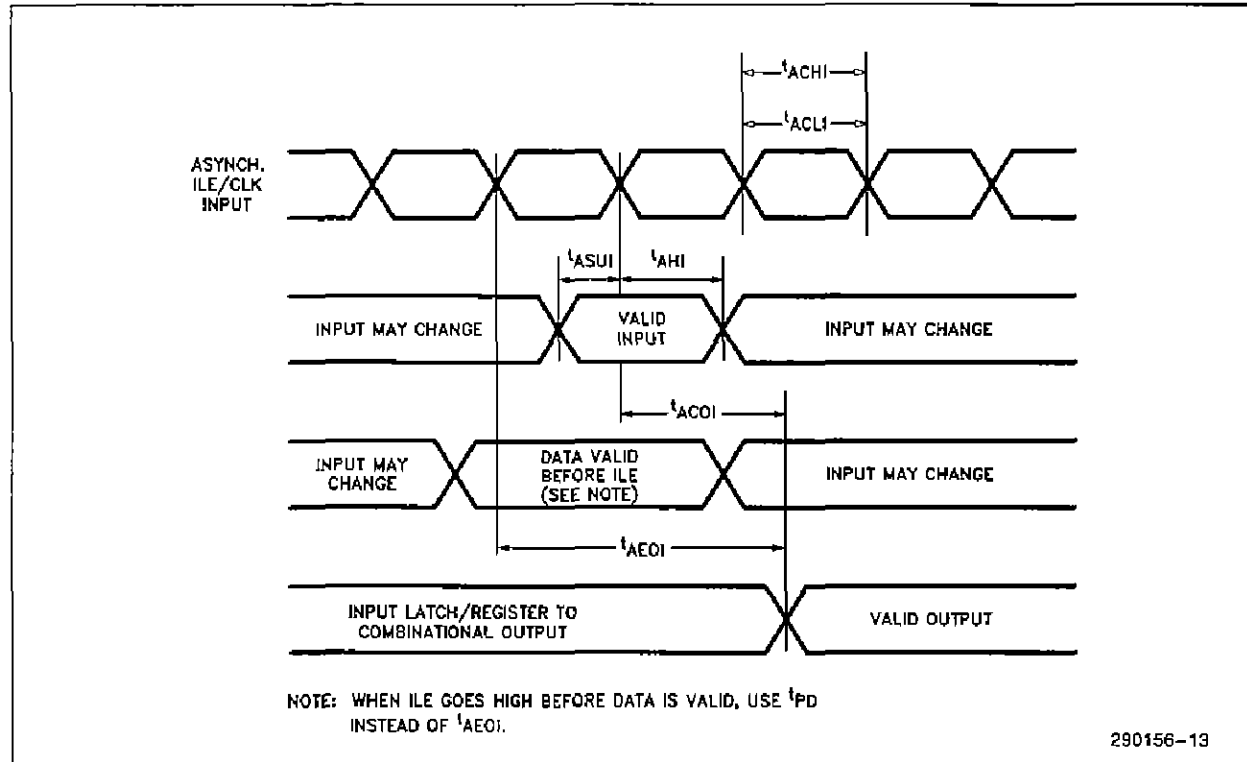 tACHI
tACLI
ASYNCH.
ILE/CLK
INPUT
tASUI
tAHI
INPUT MAY CHANGE
VALID
INPUT
INPUT MAY CHANGE
tACOI
INPUT MAY
CHANGE
DATA VALID
BEFORE ILE
(SEE NOTE)
INPUT MAY CHANGE
tAEOI
INPUT LATCH/REGISTER TO
COMBINATIONAL OUTPUT
VALID OUTPUT
NOTE: WHEN ILE GOES HIGH BEFORE DATA IS VALID, USE tPD
INSTEAD OF tAEOI.
290156-13